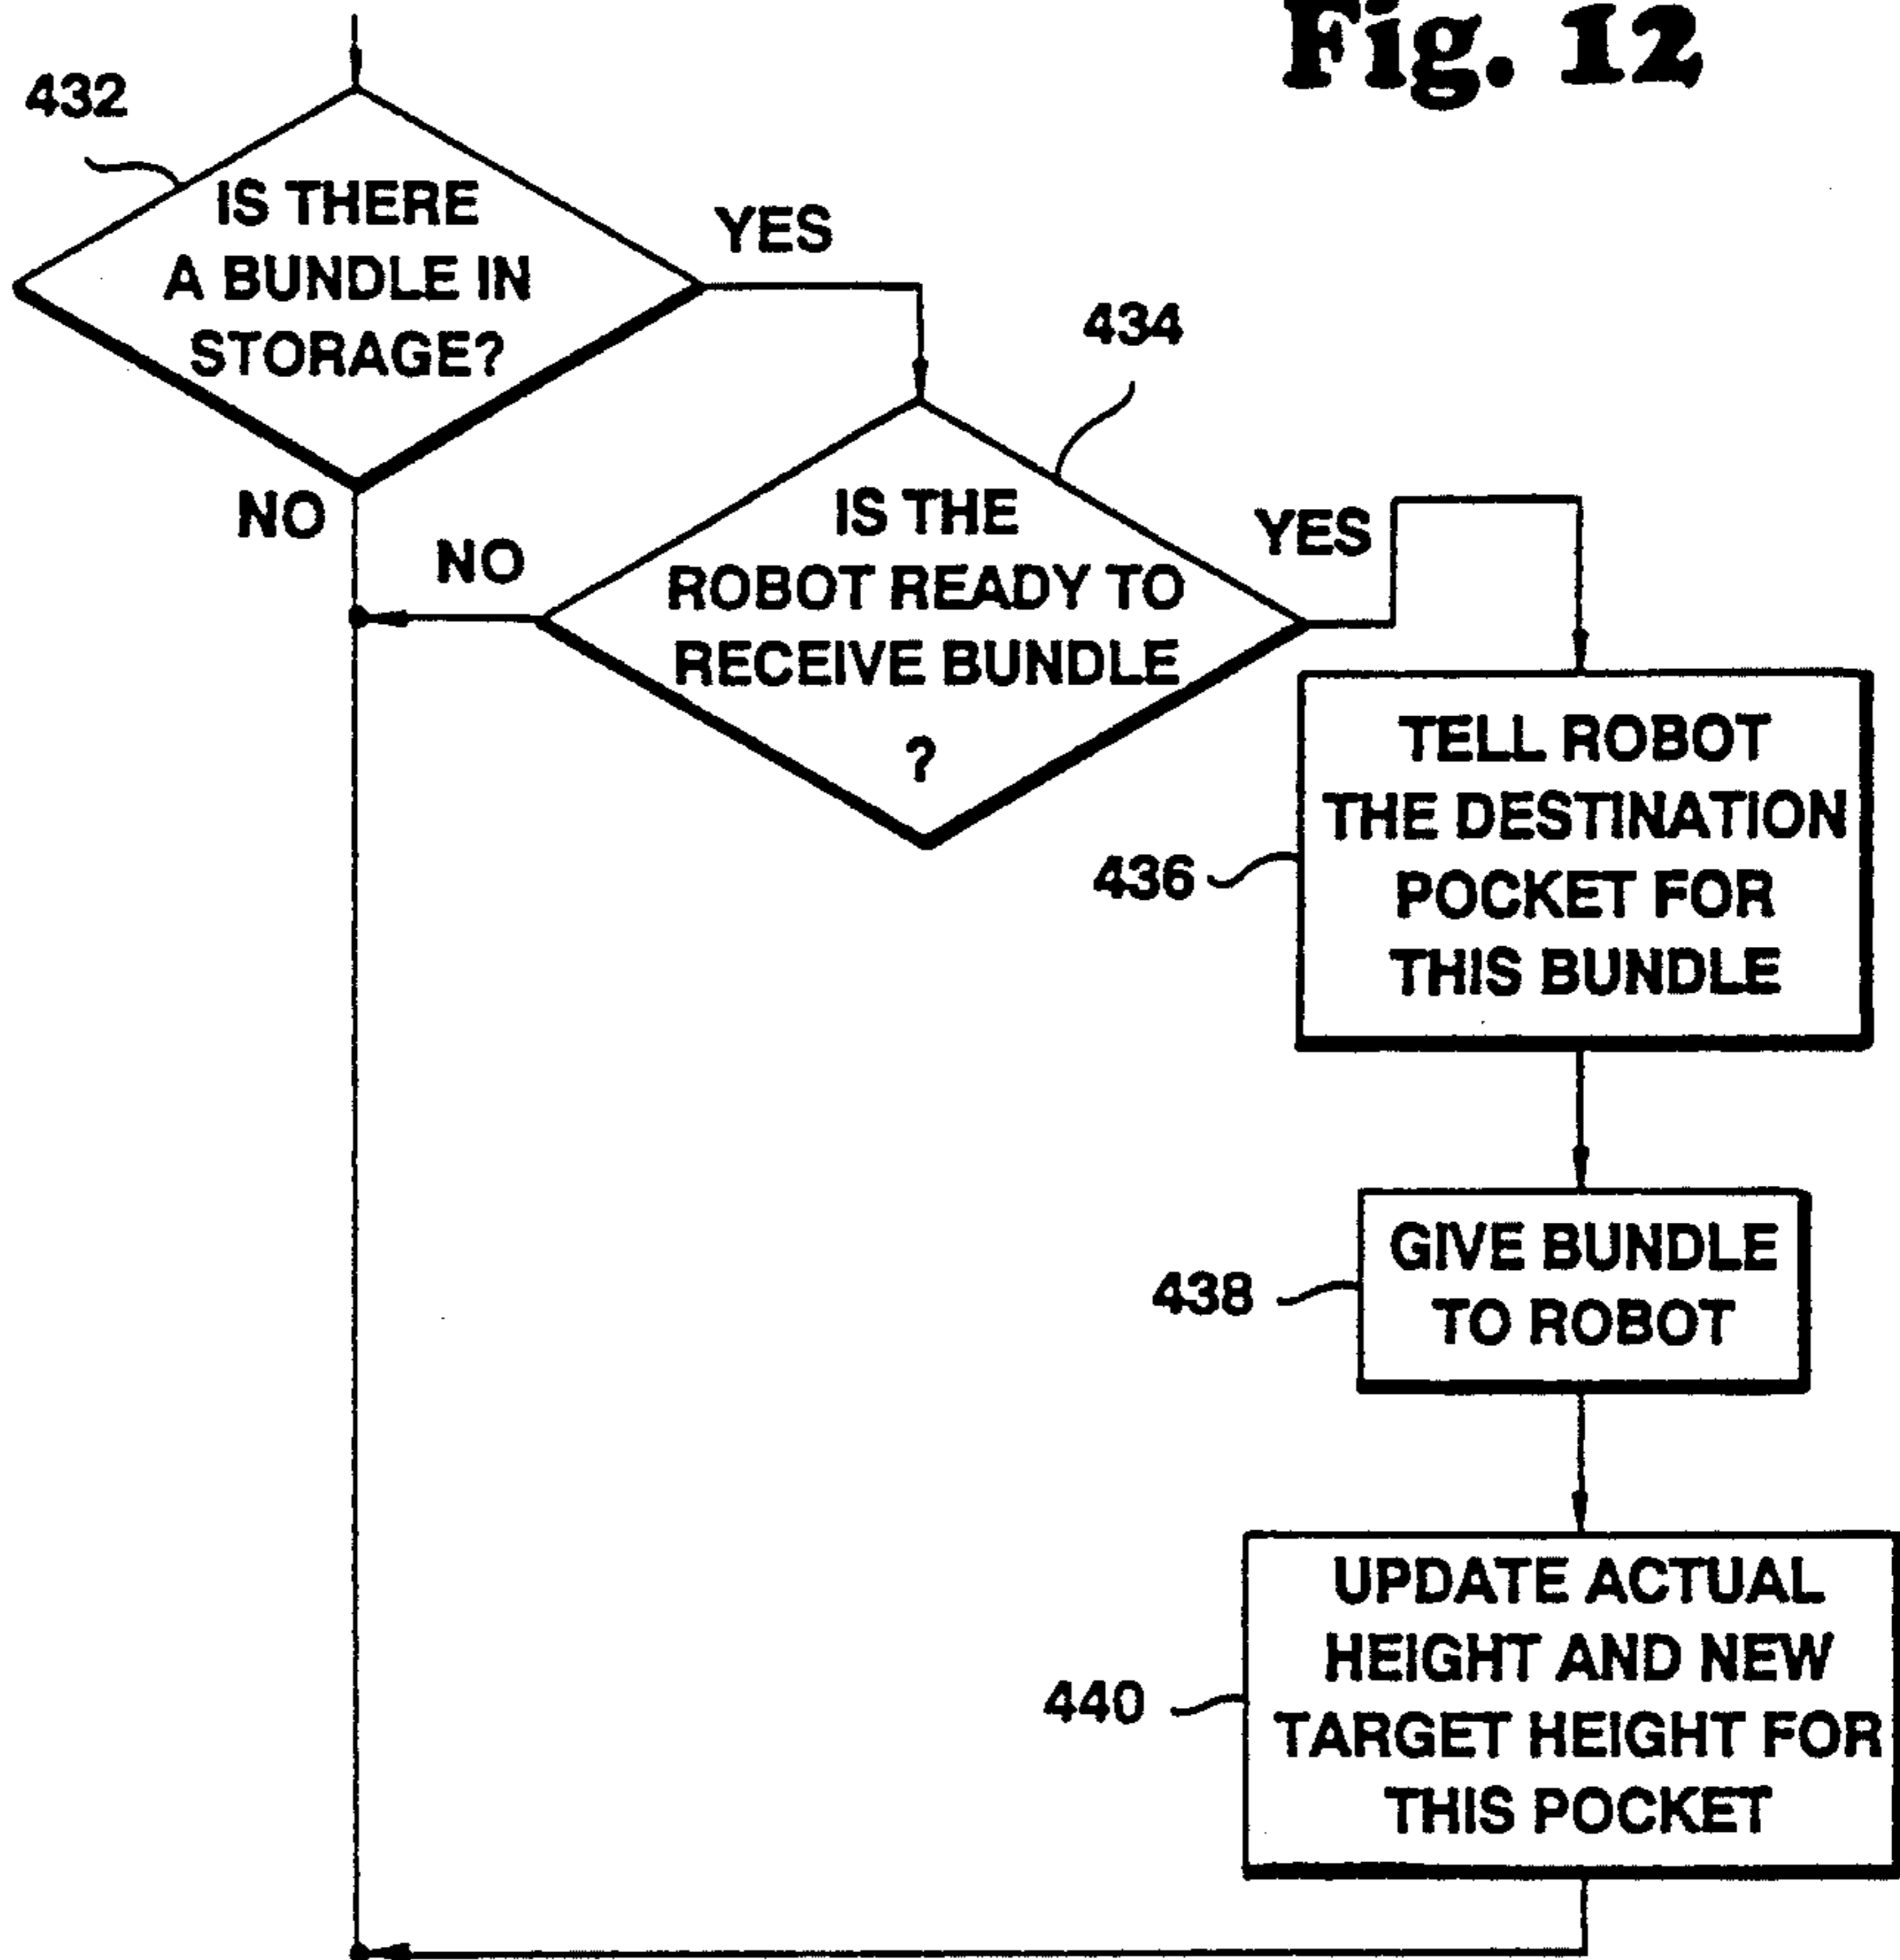 Fig. 12
432
IS THERE
A BUNDLE IN
STORAGE?
YES
NO
434
IS THE
ROBOT READY TO
RECEIVE BUNDLE
?
NO
YES
436
TELL ROBOT
THE DESTINATION
POCKET FOR
THIS BUNDLE
438
GIVE BUNDLE
TO ROBOT
440
UPDATE ACTUAL
HEIGHT AND NEW
TARGET HEIGHT FOR
THIS POCKET